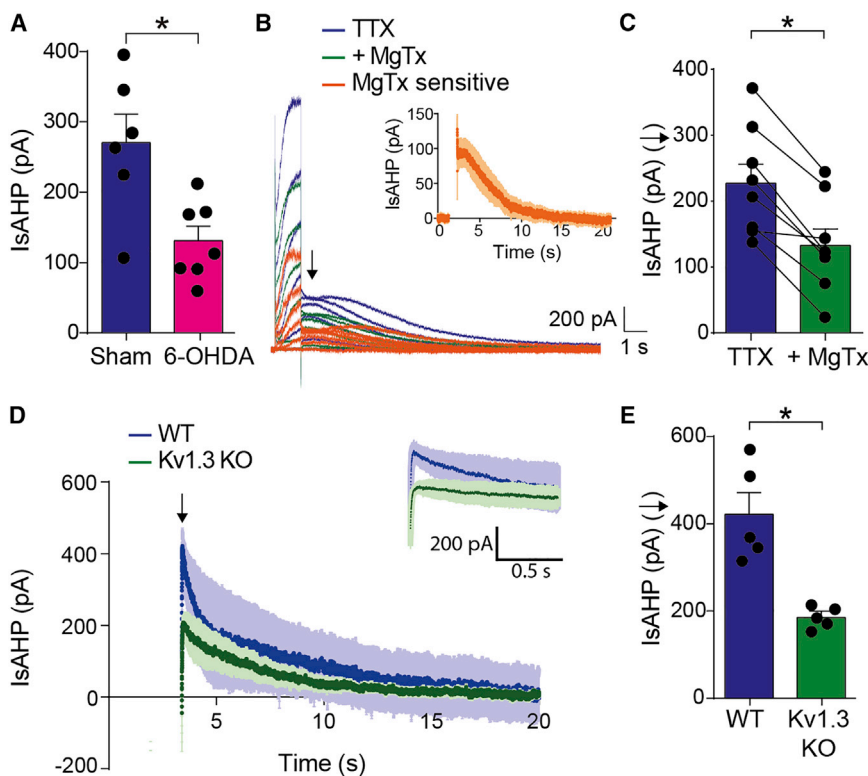 A
*
IsAHP (pA)
400
300
200
100
0
Sham 6-OHDA
B
TTX
+ MgTx
MgTx sensitive
IsAHP (pA)
150
100
50
0
0 5 10 15 20
Time (s)
200 pA
1 s
C
*
IsAHP (pA) (↓)
400
300
200
100
0
TTX + MgTx
D
WT
Kv1.3 KO
IsAHP (pA)
600
400
200
0
-200
5 10 15 20
Time (s)
200 pA
0.5 s
E
*
IsAHP (pA) (↓)
600
400
200
0
WT Kv1.3
KO